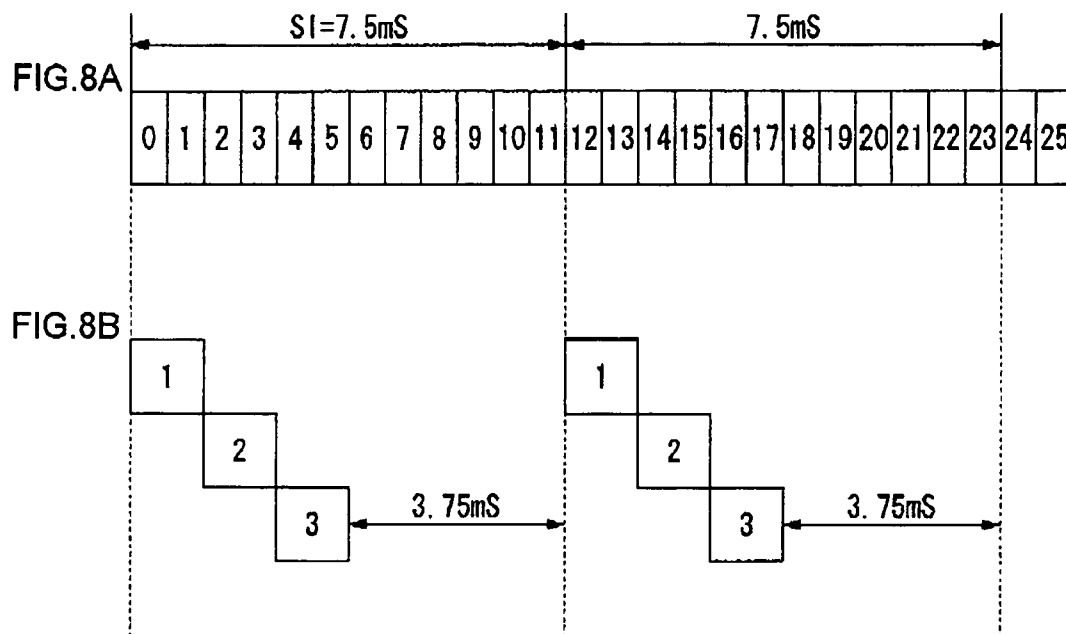 SI=7.5mS 7.5mS
FIG.8A
0 1 2 3 4 5 6 7 8 9 10 11 12 13 14 15 16 17 18 19 20 21 22 23 24 25
FIG.8B
1 1
2 2
3 3.75mS 3 3.75mS